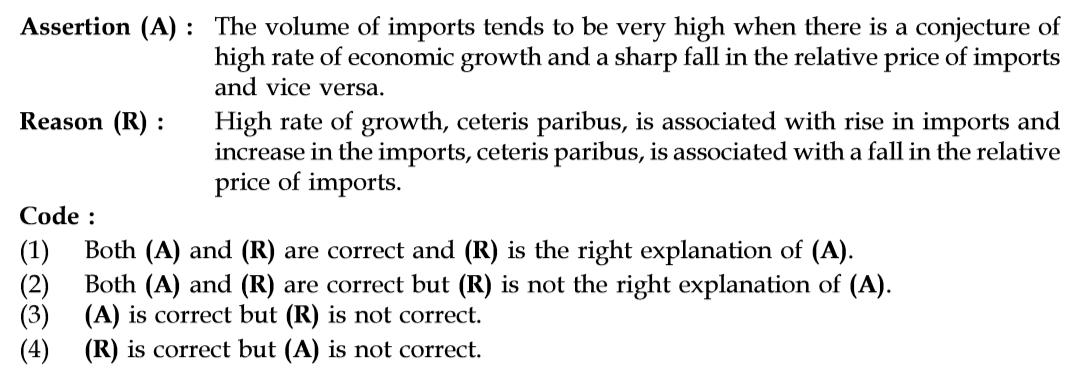 Assertion (A) : The volume of imports tends to be very high when there is a conjecture of
high rate of economic growth and a sharp fall in the relative price of imports
and vice versa.
Reason (R) : High rate of growth, ceteris paribus, is associated with rise in imports and
increase in the imports, ceteris paribus, is associated with a fall in the relative
price of imports.
Code :
(1) Both (A) and (R) are correct and (R) is the right explanation of (A).
(2) Both (A) and (R) are correct but (R) is not the right explanation of (A).
(3) (A) is correct but (R) is not correct.
(4) (R) is correct but (A) is not correct.